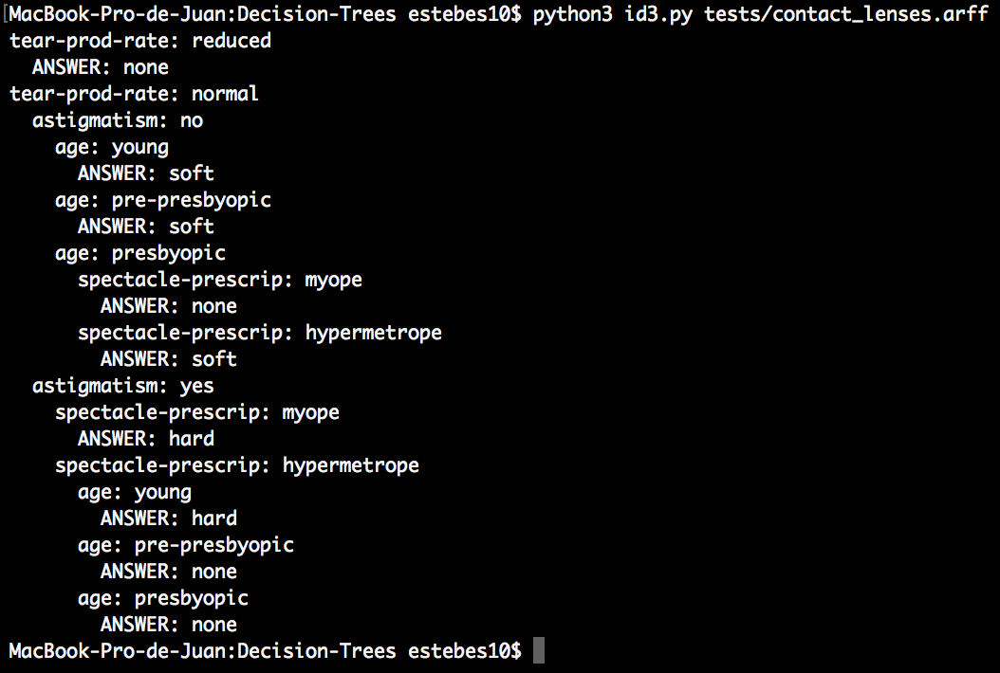 [MacBook-Pro-de-Juan:Decision-Trees estebes10$ python3 id3.py tests/contact_lenses.arff
tear-prod-rate: reduced
  ANSWER: none
tear-prod-rate: normal
  astigmatism: no
    age: young
      ANSWER: soft
    age: pre-presbyopic
      ANSWER: soft
    age: presbyopic
      spectacle-prescrip: myope
        ANSWER: none
      spectacle-prescrip: hypermetrope
        ANSWER: soft
  astigmatism: yes
    spectacle-prescrip: myope
      ANSWER: hard
    spectacle-prescrip: hypermetrope
      age: young
        ANSWER: hard
      age: pre-presbyopic
        ANSWER: none
      age: presbyopic
        ANSWER: none
MacBook-Pro-de-Juan:Decision-Trees estebes10$